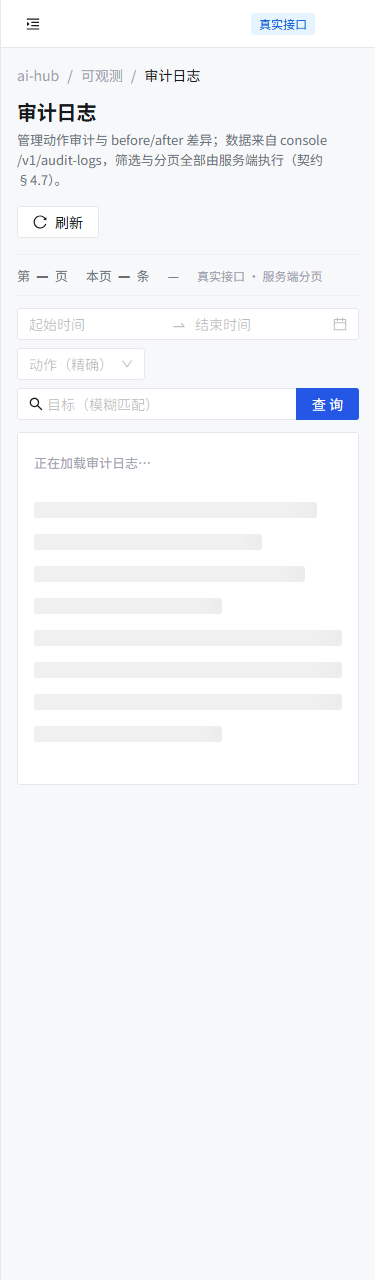 真实接口
ai-hub / 可观测 / 审计日志
审计日志
管理动作审计与 before/after 差异；数据来自 console
/v1/audit-logs，筛选与分页全部由服务端执行（契约
§4.7）。
刷新
第 — 页 本页 — 条 — 真实接口 · 服务端分页
起始时间 → 结束时间
动作（精确）
目标（模糊匹配） 查 询
正在加载审计日志…